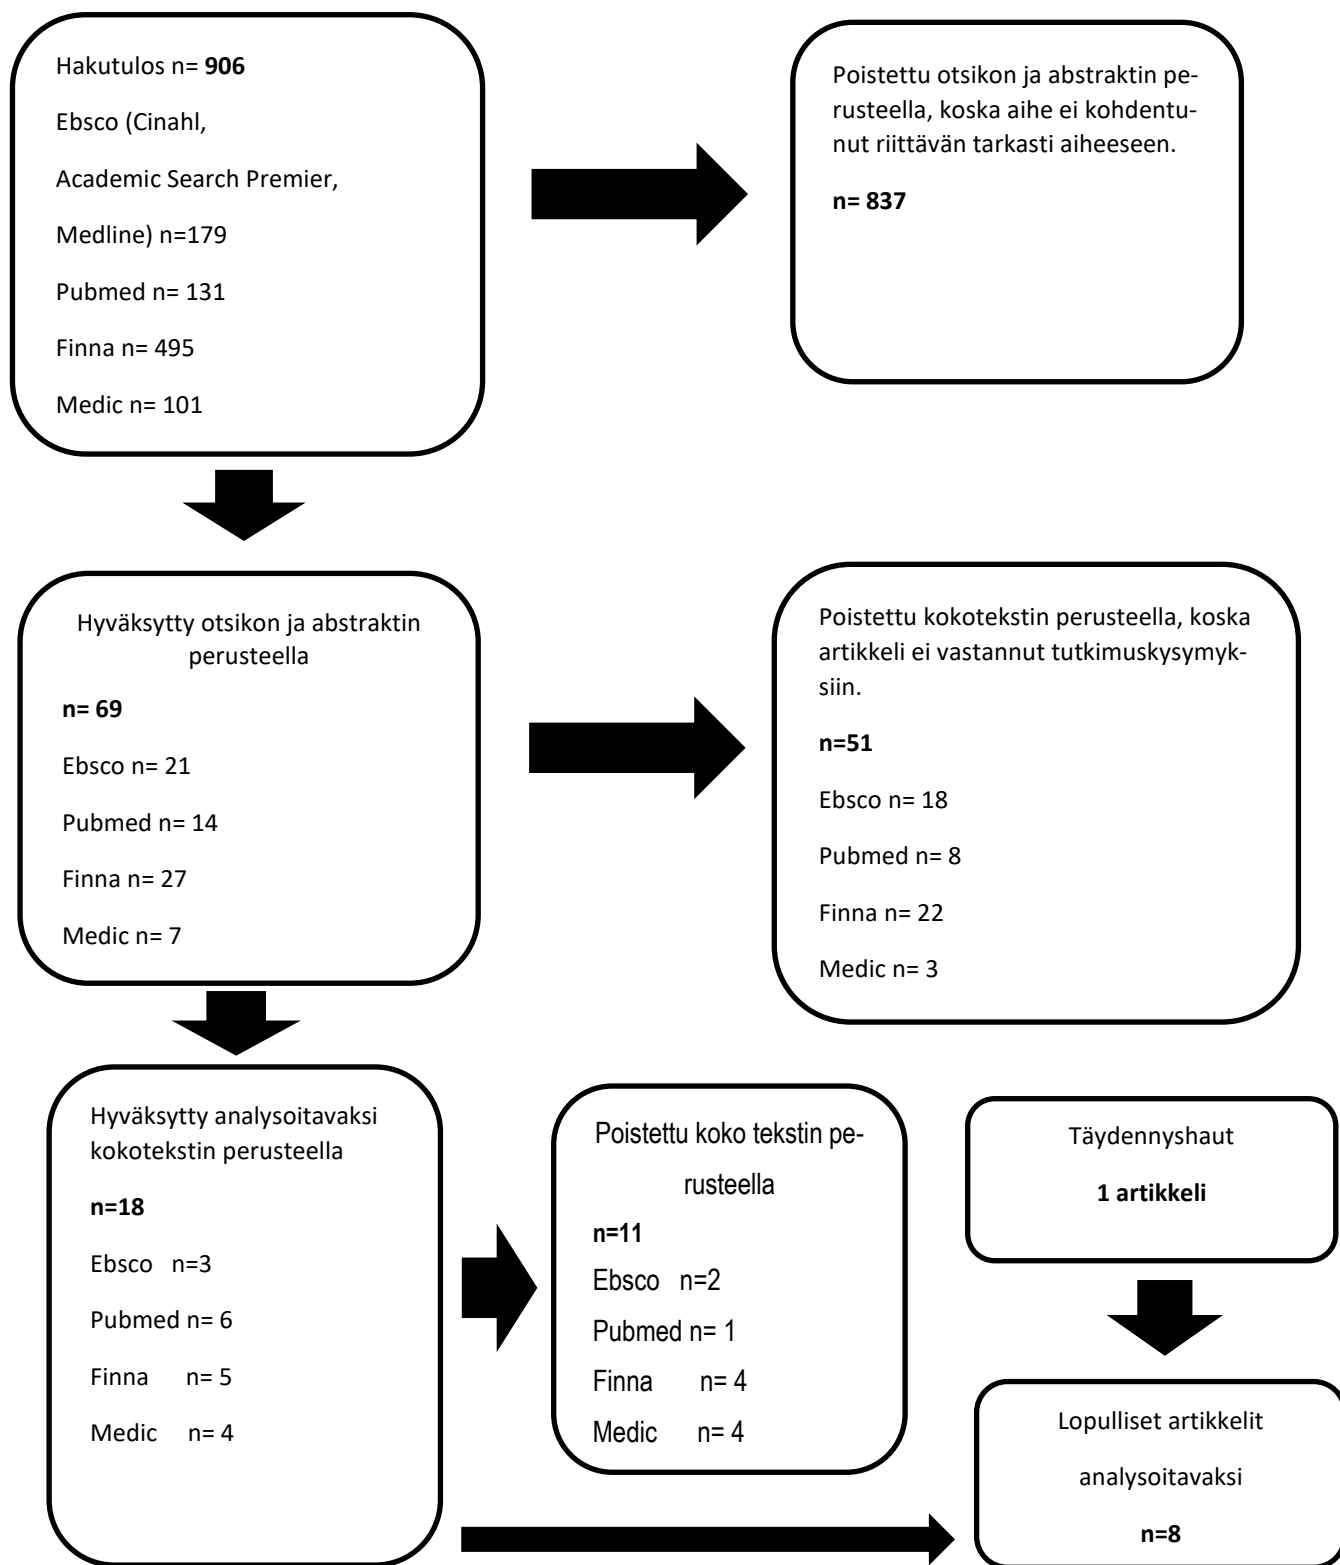 Hakutulos n= 906
Ebsco (Cinahl,
Academic Search Premier,
Medline) n=179
Pubmed n= 131
Finna n= 495
Medic n= 101
Poistettu otsikon ja abstraktin pe-
rusteella, koska aihe ei kohdentu-
nut riittävän tarkasti aiheeseen.
n= 837
Hyväksytty otsikon ja abstraktin
perusteella
n= 69
Ebsco n= 21
Pubmed n= 14
Finna n= 27
Medic n= 7
Poistettu kokotekstin perusteella, koska
artikkeli ei vastannut tutkimuskysymyk-
siin.
n=51
Ebsco n= 18
Pubmed n= 8
Finna n= 22
Medic n= 3
Hyväksytty analysoitavaksi
kokotekstin perusteella
n=18
Ebsco n=3
Pubmed n= 6
Finna n= 5
Medic n= 4
Poistettu koko tekstin pe-
rusteella
n=11
Ebsco n=2
Pubmed n= 1
Finna n= 4
Medic n= 4
Täydennyshaut
1 artikkeli
Lopulliset artikkelit
analysoitavaksi
n=8